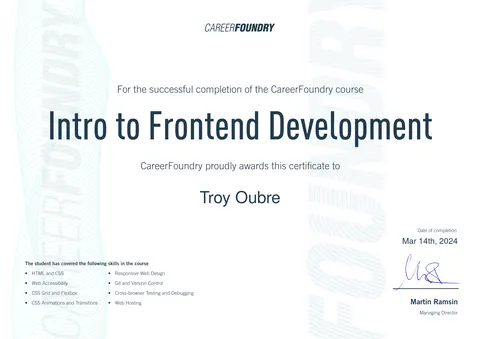 CAREERFOUNDRY
For the successful completion of the CareerFoundry course
Intro to Frontend Development
CareerFoundry proudly awards this certificate to
Troy Oubre
Date of completion
Mar 14th, 2024
The student has covered the following skills in the course
• HTML and CSS
• Web Accessibility
• CSS Grid and Flexbox
• CSS Animations and Transitions
• Responsive Web Design
• Git and Version Control
• Cross-browser Testing and Debugging
• Web Hosting
Martin Ramsin
Managing Director
CAREERFOUNDRY
FOUNDRY